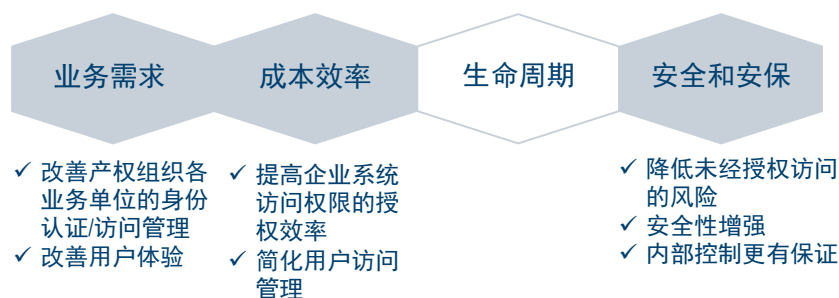 业务需求
成本效率
生命周期
安全和安保
✓ 改善产权组织各
业务单位的身份
认证/访问管理
✓ 改善用户体验
✓ 提高企业系统
访问权限的授
权效率
✓ 简化用户访问
管理
✓ 降低未经授权访问
的风险
✓ 安全性增强
✓ 内部控制更有保证